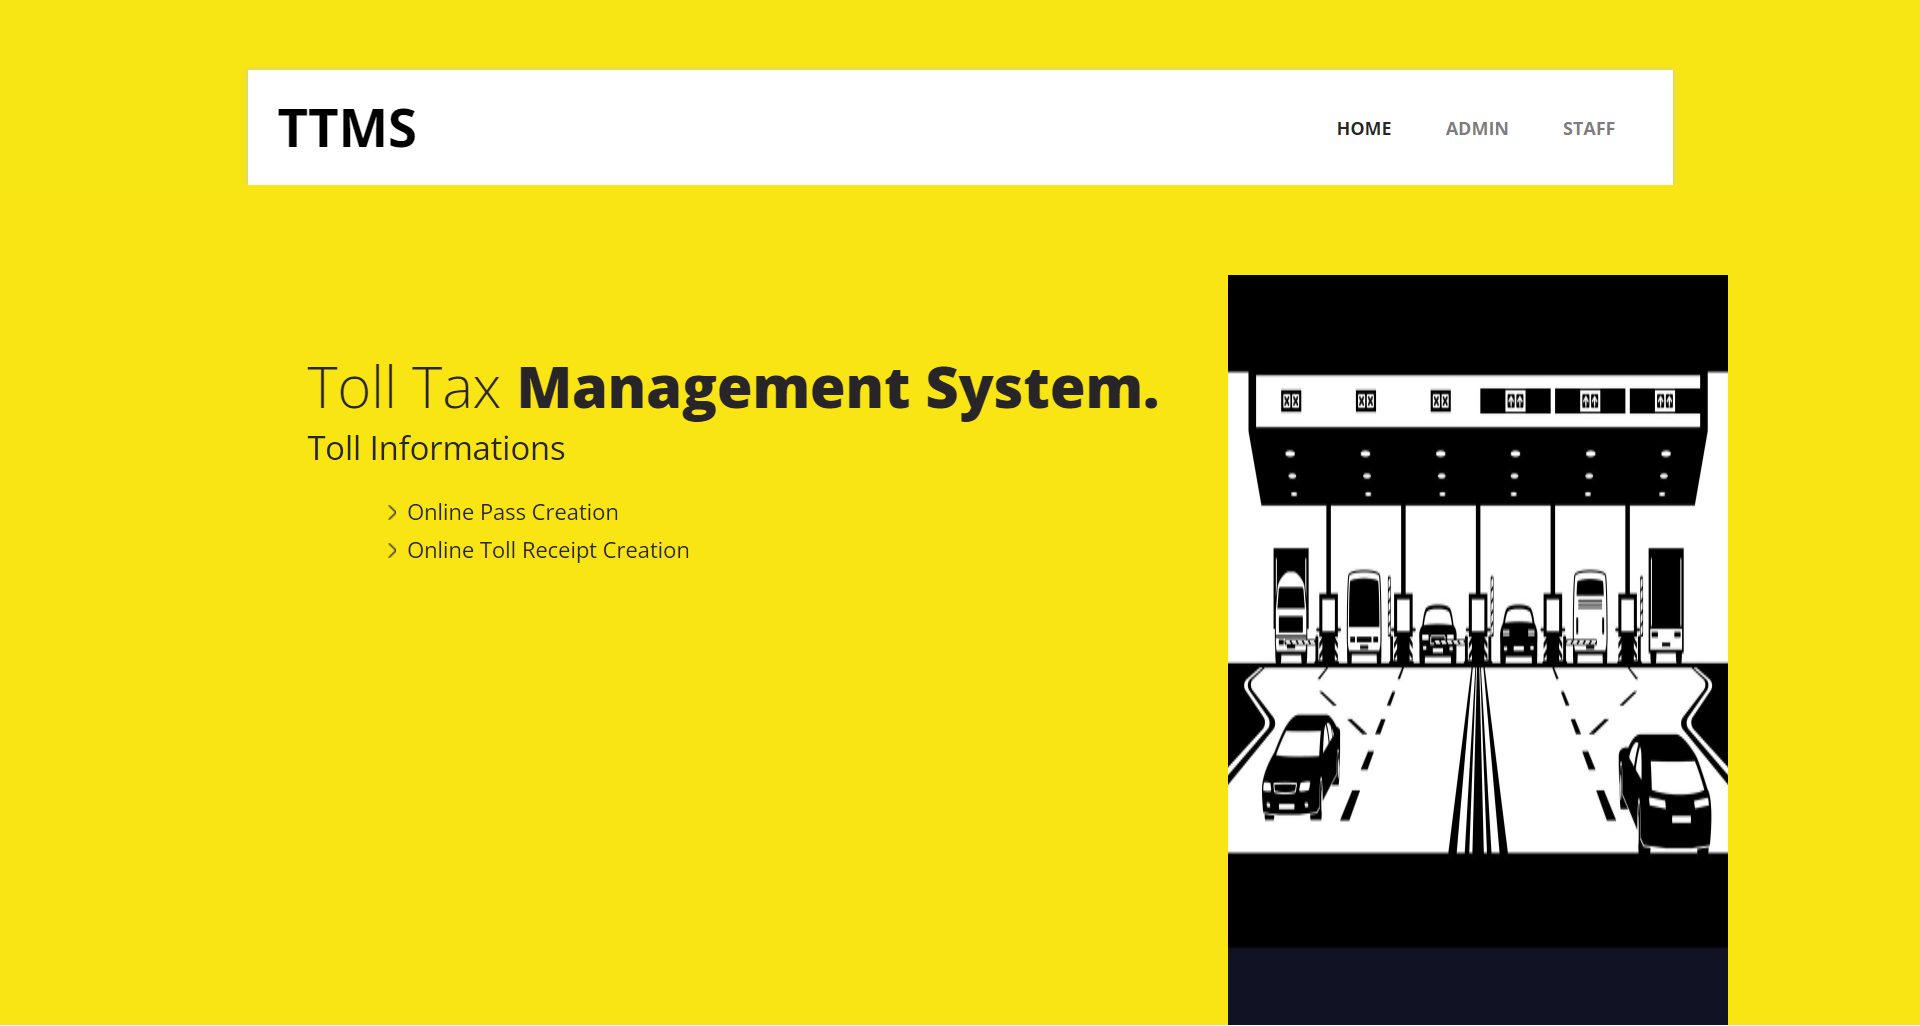 TTMS
HOME ADMIN STAFF
Toll Tax Management System.
Toll Informations
Online Pass Creation
Online Toll Receipt Creation